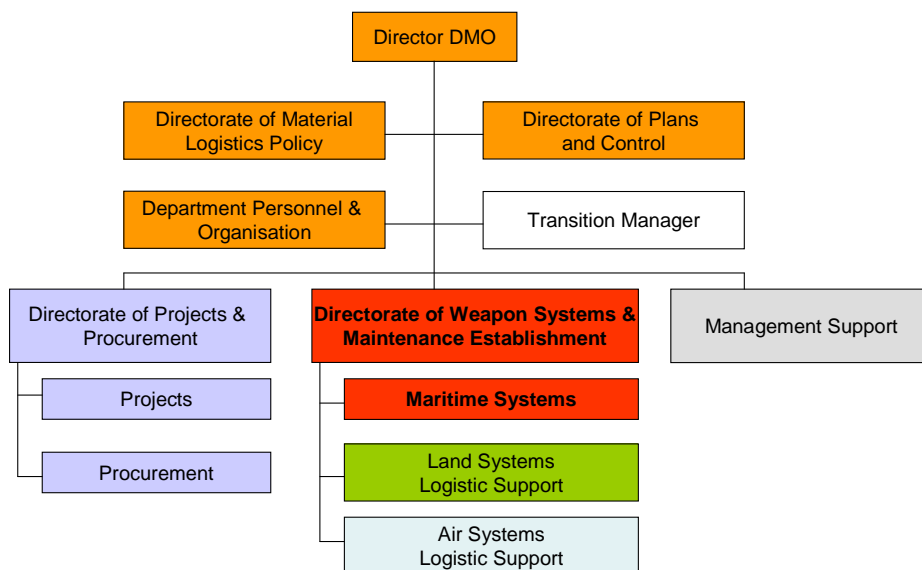 Director DMO
Directorate of Material
Logistics Policy
Directorate of Plans
and Control
Department Personnel &
Organisation
Transition Manager
Directorate of Projects &
Procurement
Directorate of Weapon Systems &
Maintenance Establishment
Management Support
Projects
Maritime Systems
Procurement
Land Systems
Logistic Support
Air Systems
Logistic Support